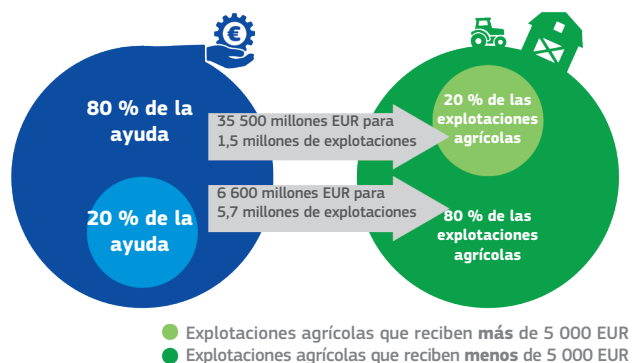 €
80 % de la
ayuda
35 500 millones EUR para
1,5 millones de explotaciones
20 % de las
explotaciones
agrícolas
20 % de la
ayuda
6 600 millones EUR para
5,7 millones de explotaciones
80 % de las
explotaciones
agrícolas
Explotaciones agrícolas que reciben más de 5 000 EUR
Explotaciones agrícolas que reciben menos de 5 000 EUR